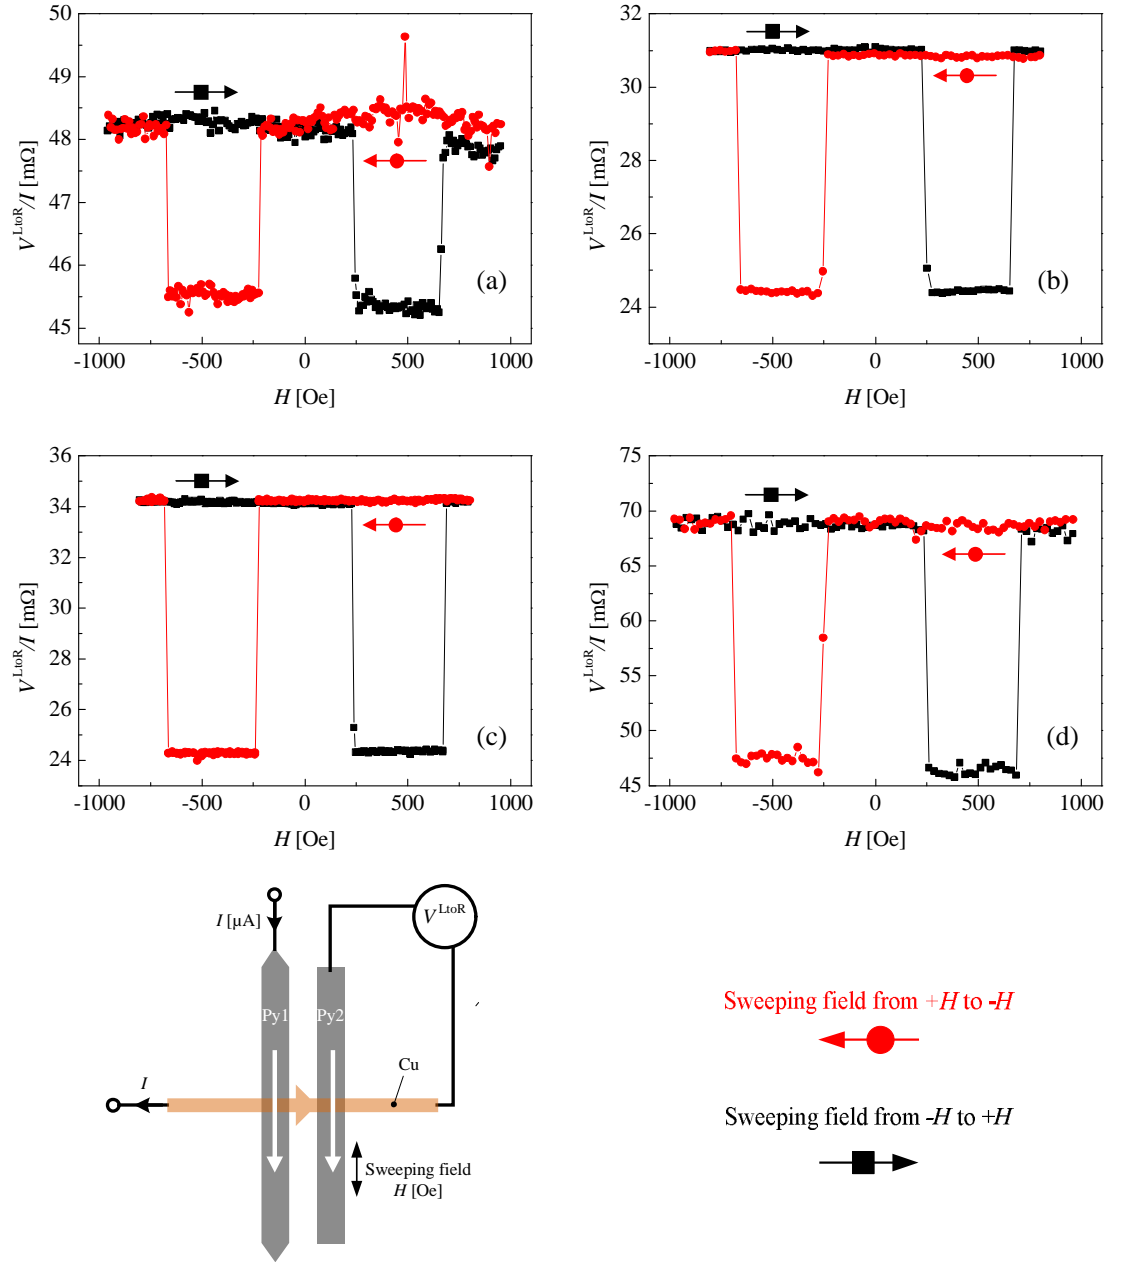 50
49
48
47
46
45
-1000 -500 0 500 1000
V^LtoR/I [mΩ]
H [Oe]
(a)
32
30
28
26
24
-1000 -500 0 500 1000
V^LtoR/I [mΩ]
H [Oe]
(b)
36
34
32
30
28
26
24
-1000 -500 0 500 1000
V^LtoR/I [mΩ]
H [Oe]
(c)
75
70
65
60
55
50
45
-1000 -500 0 500 1000
V^LtoR/I [mΩ]
H [Oe]
(d)
I [μA]
V^LtoR
Py1
Py2
Cu
I
Sweeping field
H [Oe]
Sweeping field from +H to -H
Sweeping field from -H to +H